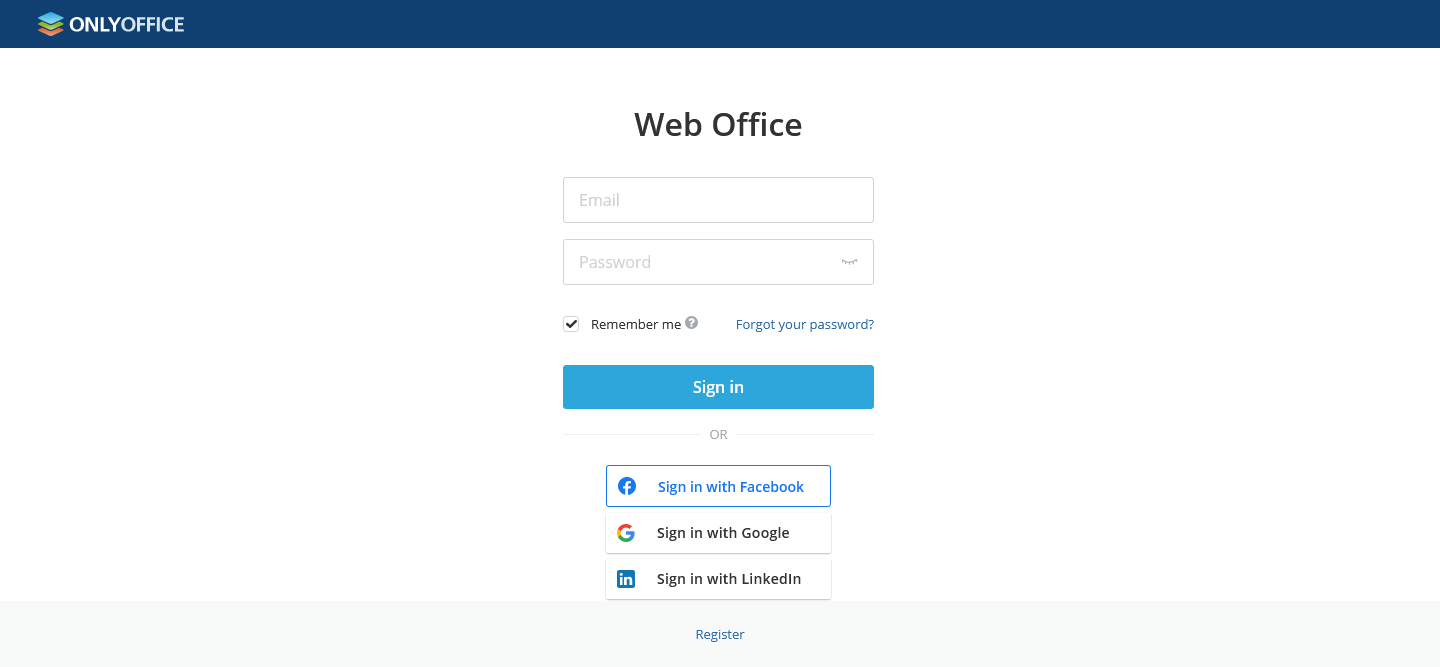 ONLYOFFICE
Web Office
Email
Password
Remember me ?
Forgot your password?
Sign in
OR
Sign in with Facebook
Sign in with Google
Sign in with LinkedIn
Register